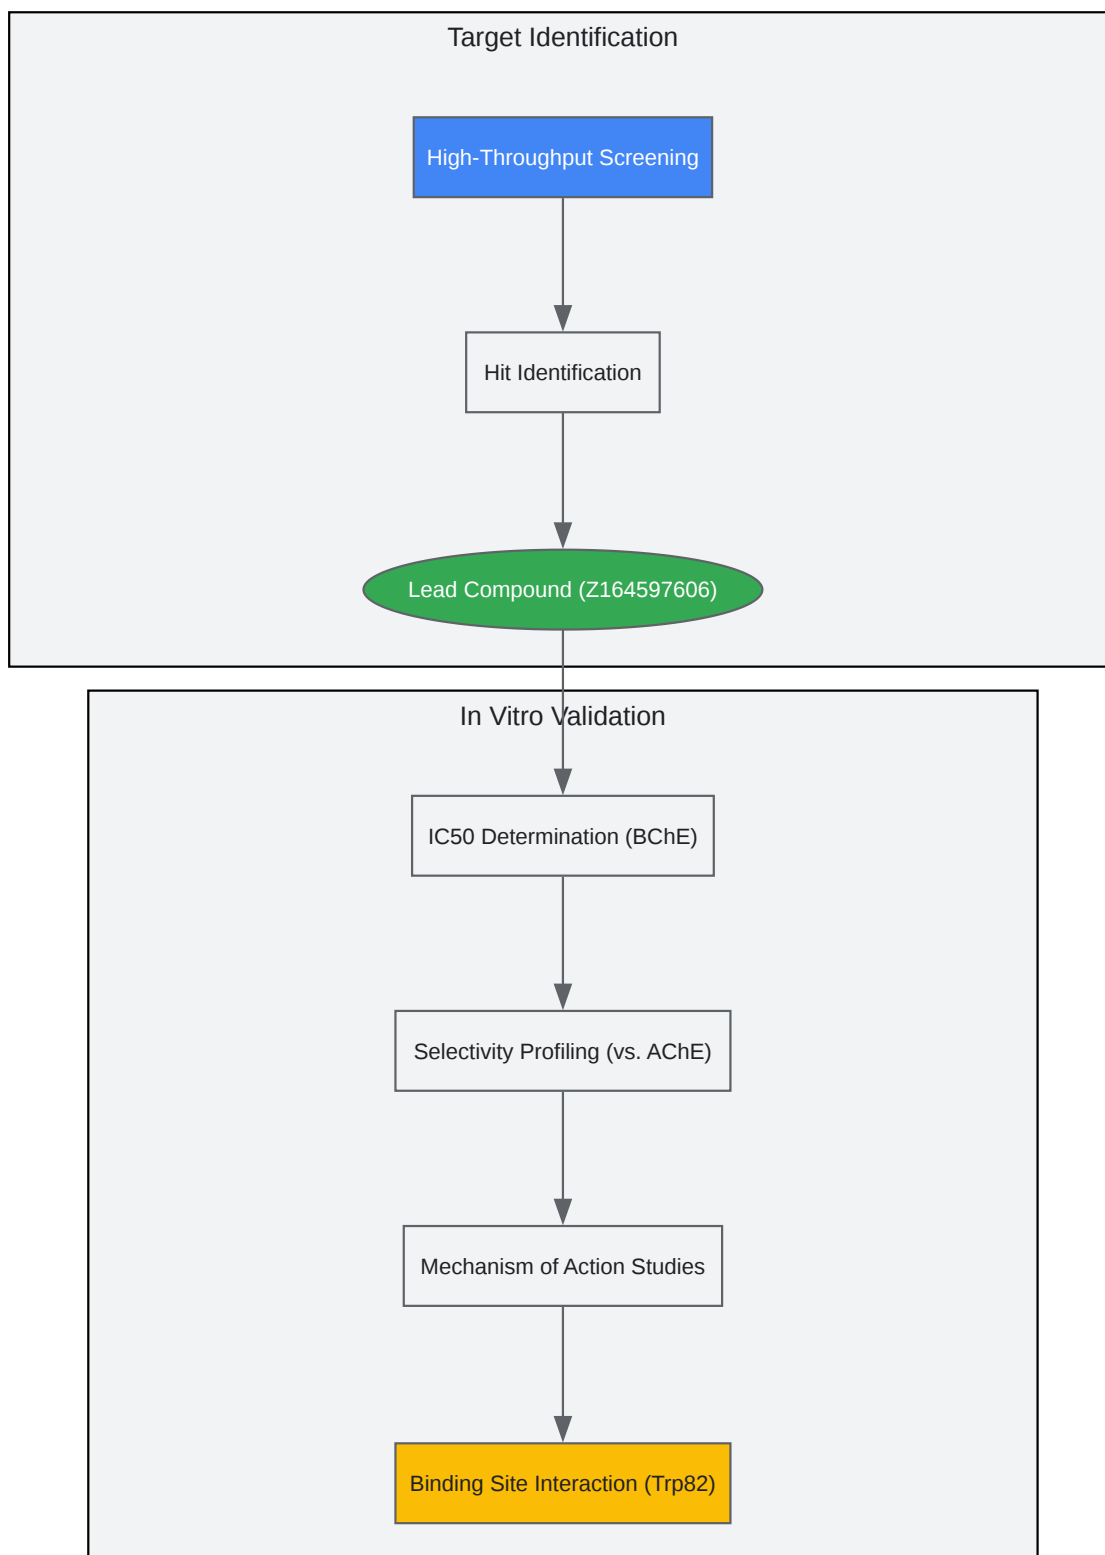 Target Identification
High-Throughput Screening
Hit Identification
Lead Compound (Z164597606)
In Vitro Validation
IC50 Determination (BChE)
Selectivity Profiling (vs. AChE)
Mechanism of Action Studies
Binding Site Interaction (Trp82)